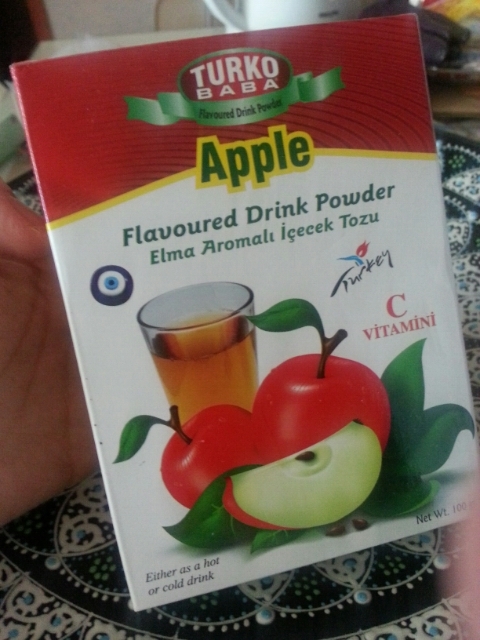 TURKO
BABA
Flavoured Drink Powder
Apple
Flavoured Drink Powder
Elma Aromalı İçecek Tozu
Turkey
C
VİTAMİNİ
Either as a hot
or cold drink
Net Wt. 100